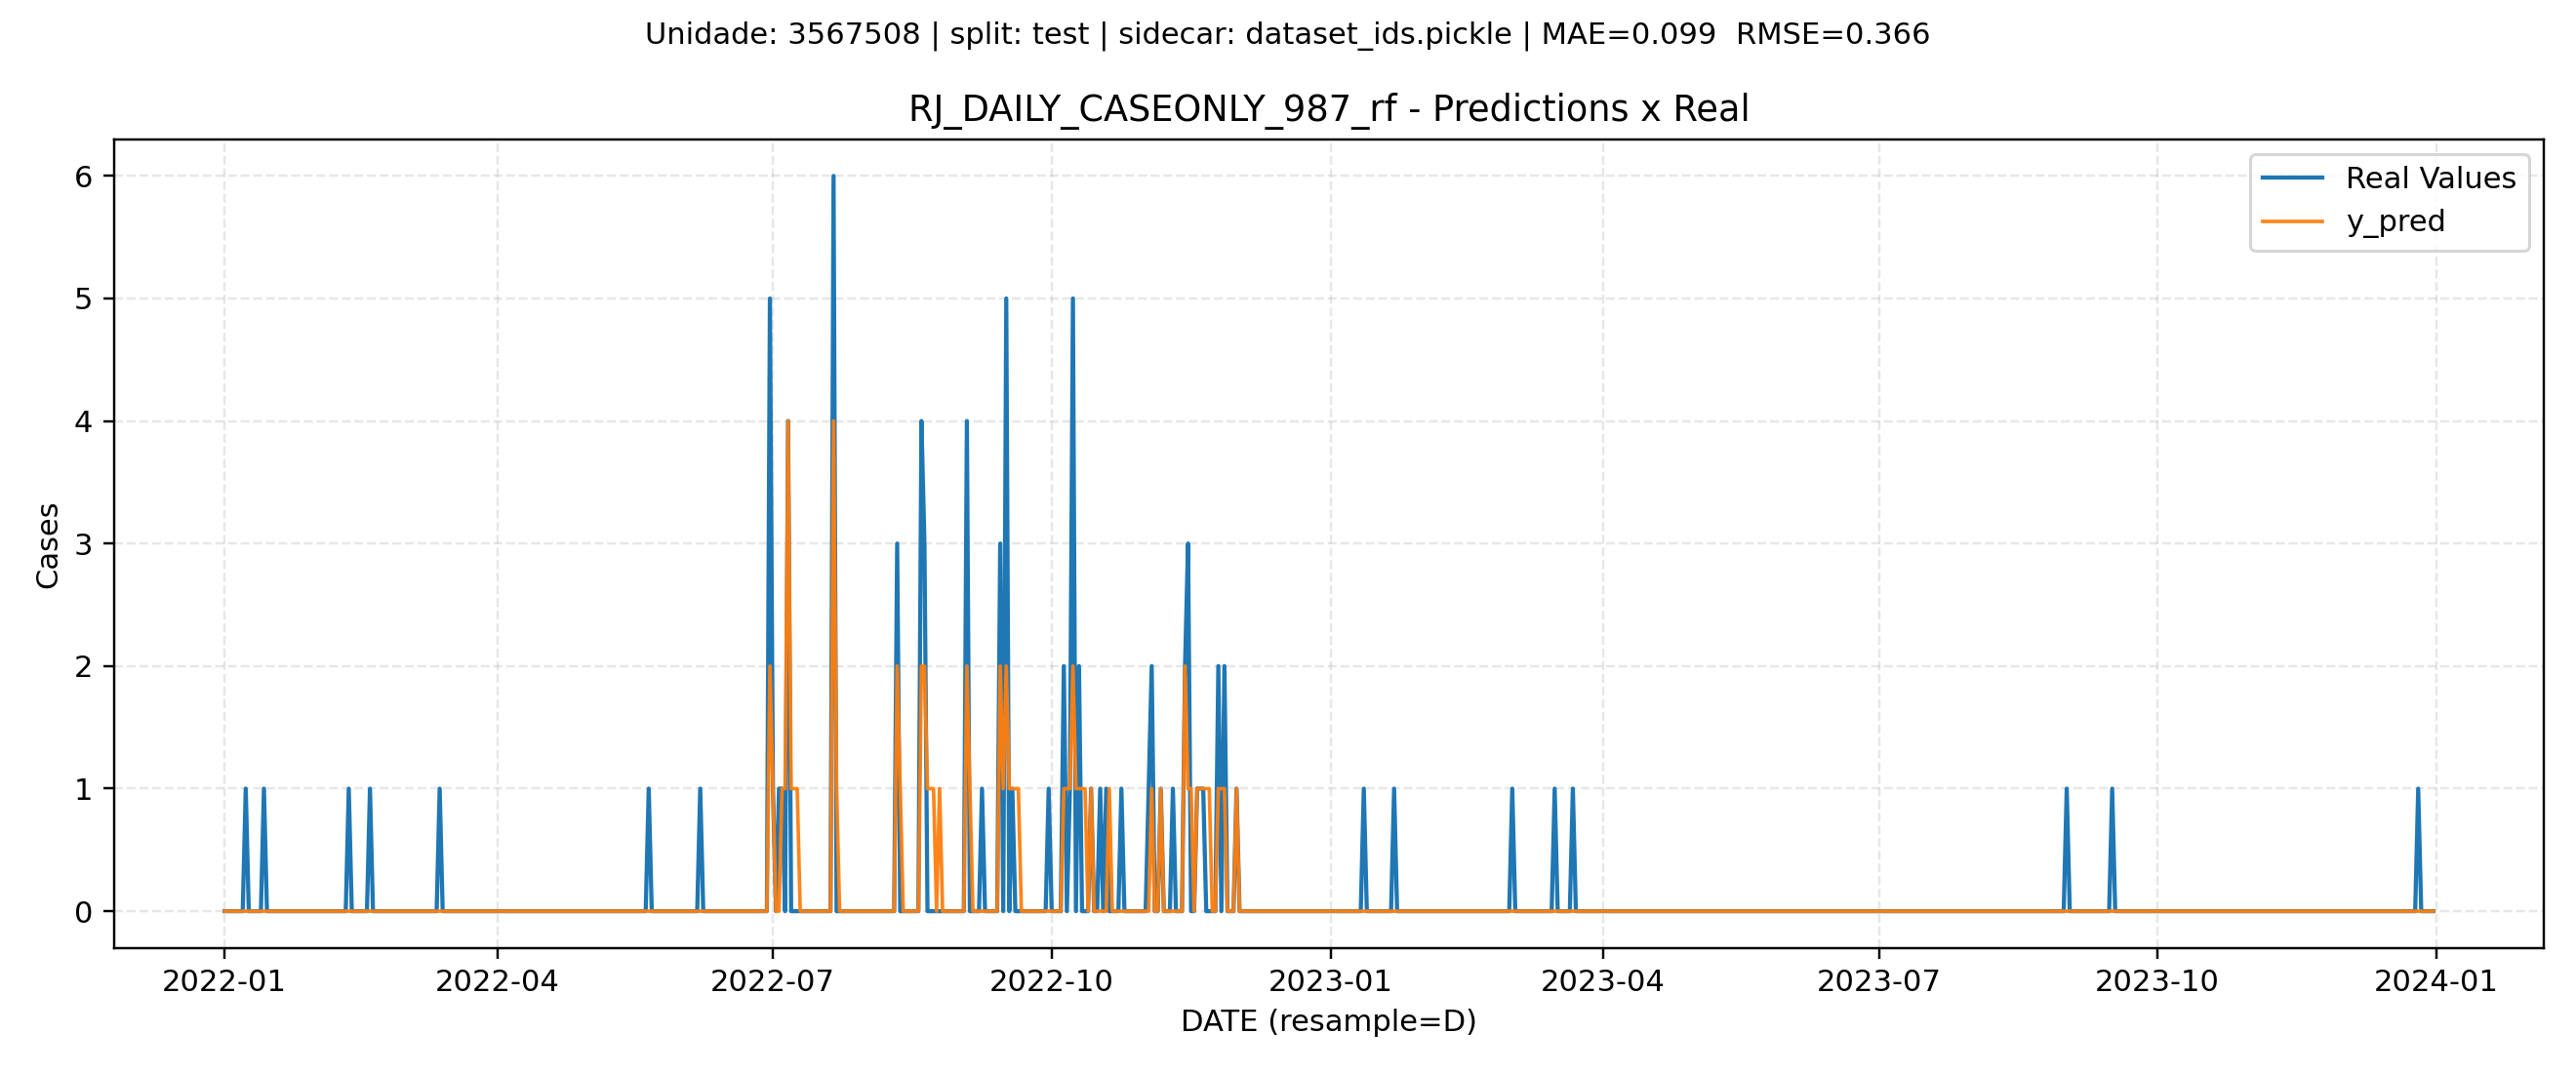 Unidade: 3567508 | split: test | sidecar: dataset_ids.pickle | MAE=0.099  RMSE=0.366
RJ_DAILY_CASEONLY_987_rf - Predictions x Real
Real Values
y_pred
Cases
6
5
4
3
2
1
0
2022-01 2022-04 2022-07 2022-10 2023-01 2023-04 2023-07 2023-10 2024-01
DATE (resample=D)